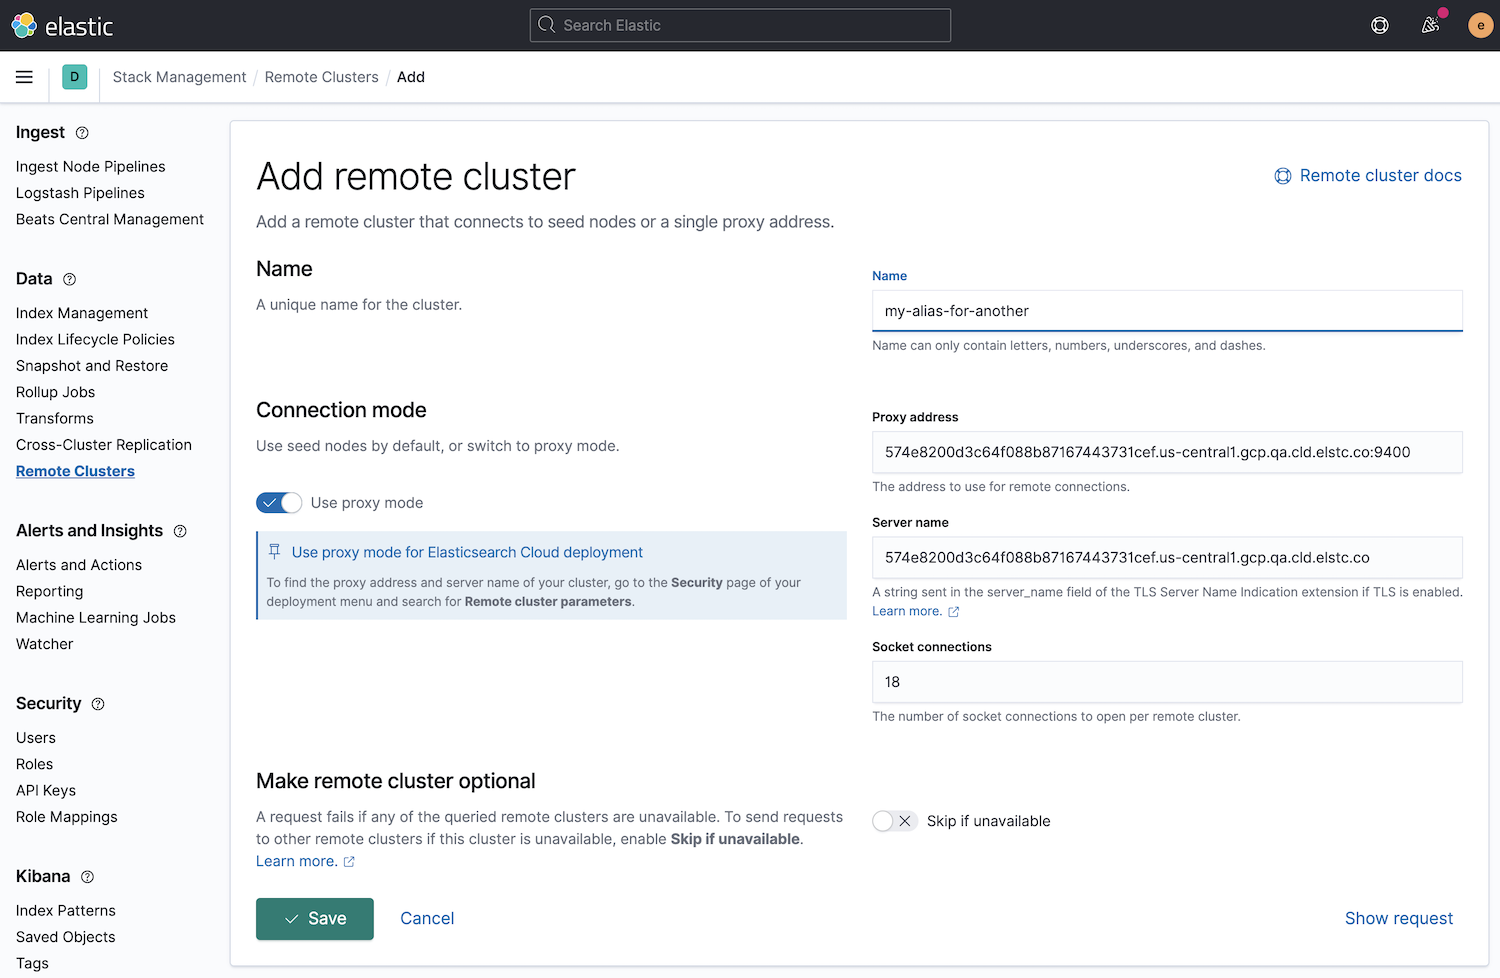 elastic
Search Elastic
e
D
Stack Management / Remote Clusters / Add
Ingest
Ingest Node Pipelines
Logstash Pipelines
Beats Central Management
Data
Index Management
Index Lifecycle Policies
Snapshot and Restore
Rollup Jobs
Transforms
Cross-Cluster Replication
Remote Clusters
Alerts and Insights
Alerts and Actions
Reporting
Machine Learning Jobs
Watcher
Security
Users
Roles
API Keys
Role Mappings
Kibana
Index Patterns
Saved Objects
Tags
Add remote cluster
Remote cluster docs
Add a remote cluster that connects to seed nodes or a single proxy address.
Name
A unique name for the cluster.
Name
my-alias-for-another
Name can only contain letters, numbers, underscores, and dashes.
Connection mode
Use seed nodes by default, or switch to proxy mode.
Use proxy mode
Use proxy mode for Elasticsearch Cloud deployment
To find the proxy address and server name of your cluster, go to the Security page of your
deployment menu and search for Remote cluster parameters.
Proxy address
574e8200d3c64f088b87167443731cef.us-central1.gcp.qa.cld.elstc.co:9400
The address to use for remote connections.
Server name
574e8200d3c64f088b87167443731cef.us-central1.gcp.qa.cld.elstc.co
A string sent in the server_name field of the TLS Server Name Indication extension if TLS is enabled.
Learn more.
Socket connections
18
The number of socket connections to open per remote cluster.
Make remote cluster optional
A request fails if any of the queried remote clusters are unavailable. To send requests
to other remote clusters if this cluster is unavailable, enable Skip if unavailable.
Learn more.
Skip if unavailable
Save
Cancel
Show request